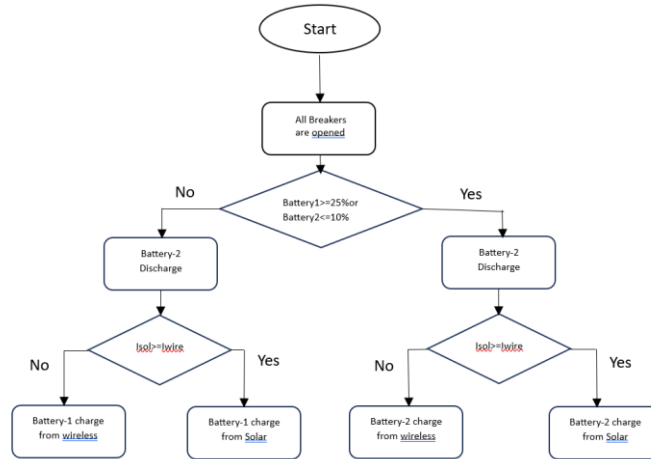 Start
All Breakers
are opened
No
Yes
Battery1>=25%or
Battery2<=10%
Battery-2
Discharge
Battery-2
Discharge
Isol>=Iwire
Isol>=Iwire
No
Yes
No
Yes
Battery-1 charge
from wireless
Battery-1 charge
from Solar
Battery-2 charge
from wireless
Battery-2 charge
from Solar